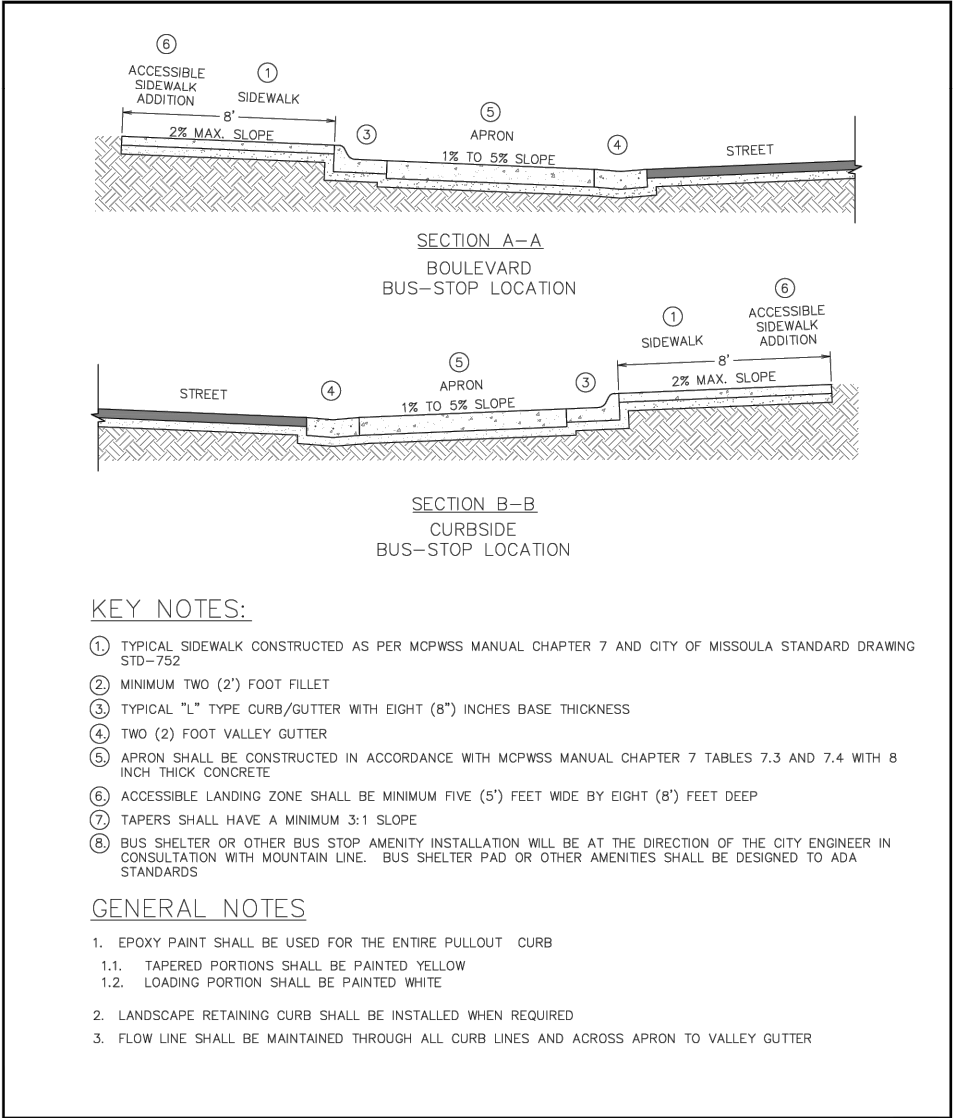 6
ACCESSIBLE
SIDEWALK
ADDITION
1
SIDEWALK
8'
2% MAX. SLOPE
3
5
APRON
1% TO 5% SLOPE
4
STREET
SECTION A-A
BOULEVARD
BUS-STOP LOCATION
6
ACCESSIBLE
SIDEWALK
ADDITION
1
SIDEWALK
8'
2% MAX. SLOPE
5
APRON
1% TO 5% SLOPE
3
4
STREET
SECTION B-B
CURBSIDE
BUS-STOP LOCATION
KEY NOTES:
1. TYPICAL SIDEWALK CONSTRUCTED AS PER MCPWSS MANUAL CHAPTER 7 AND CITY OF MISSOULA STANDARD DRAWING
STD-752
2. MINIMUM TWO (2') FOOT FILLET
3. TYPICAL "L" TYPE CURB/GUTTER WITH EIGHT (8") INCHES BASE THICKNESS
4. TWO (2) FOOT VALLEY GUTTER
5. APRON SHALL BE CONSTRUCTED IN ACCORDANCE WITH MCPWSS MANUAL CHAPTER 7 TABLES 7.3 AND 7.4 WITH 8
INCH THICK CONCRETE
6. ACCESSIBLE LANDING ZONE SHALL BE MINIMUM FIVE (5') FEET WIDE BY EIGHT (8') FEET DEEP
7. TAPERS SHALL HAVE A MINIMUM 3:1 SLOPE
8. BUS SHELTER OR OTHER BUS STOP AMENITY INSTALLATION WILL BE AT THE DIRECTION OF THE CITY ENGINEER IN
CONSULTATION WITH MOUNTAIN LINE. BUS SHELTER PAD OR OTHER AMENITIES SHALL BE DESIGNED TO ADA
STANDARDS
GENERAL NOTES
1. EPOXY PAINT SHALL BE USED FOR THE ENTIRE PULLOUT CURB
1.1. TAPERED PORTIONS SHALL BE PAINTED YELLOW
1.2. LOADING PORTION SHALL BE PAINTED WHITE
2. LANDSCAPE RETAINING CURB SHALL BE INSTALLED WHEN REQUIRED
3. FLOW LINE SHALL BE MAINTAINED THROUGH ALL CURB LINES AND ACROSS APRON TO VALLEY GUTTER